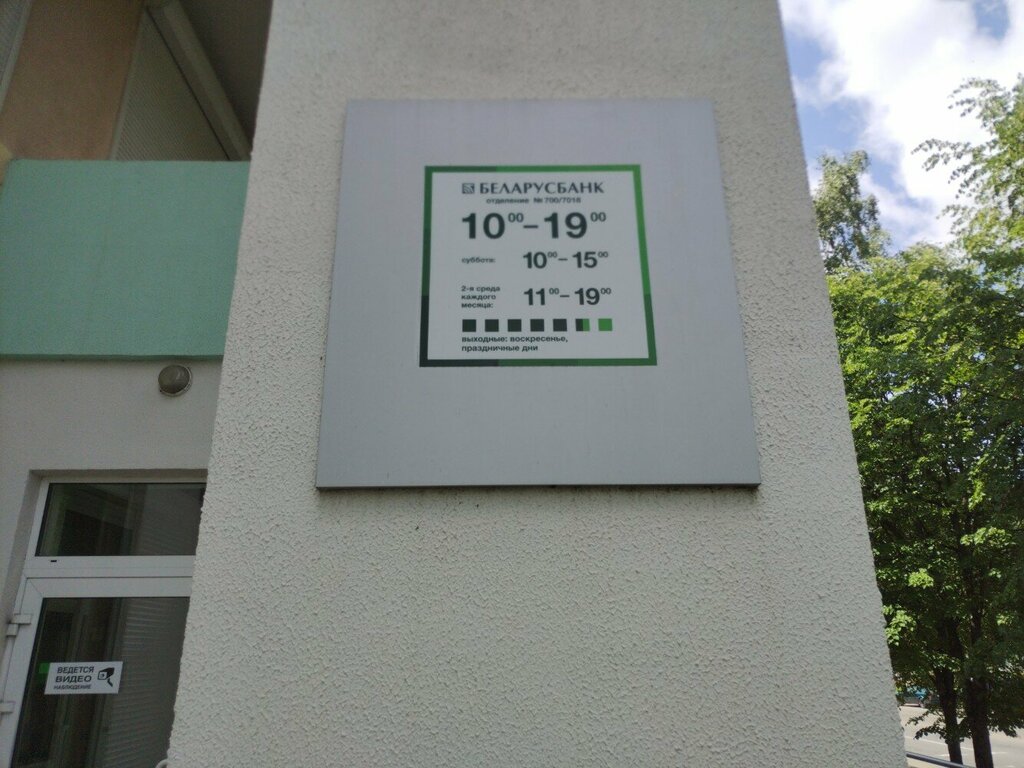 БЕЛАРУСБАНК
отделение № 700/7018
10⁰⁰–19⁰⁰
суббота: 10⁰⁰–15⁰⁰
2-я среда
каждого
месяца: 11⁰⁰–19⁰⁰
выходные: воскресенье,
праздничные дни
ВЕДЕТСЯ
ВИДЕО
НАБЛЮДЕНИЕ